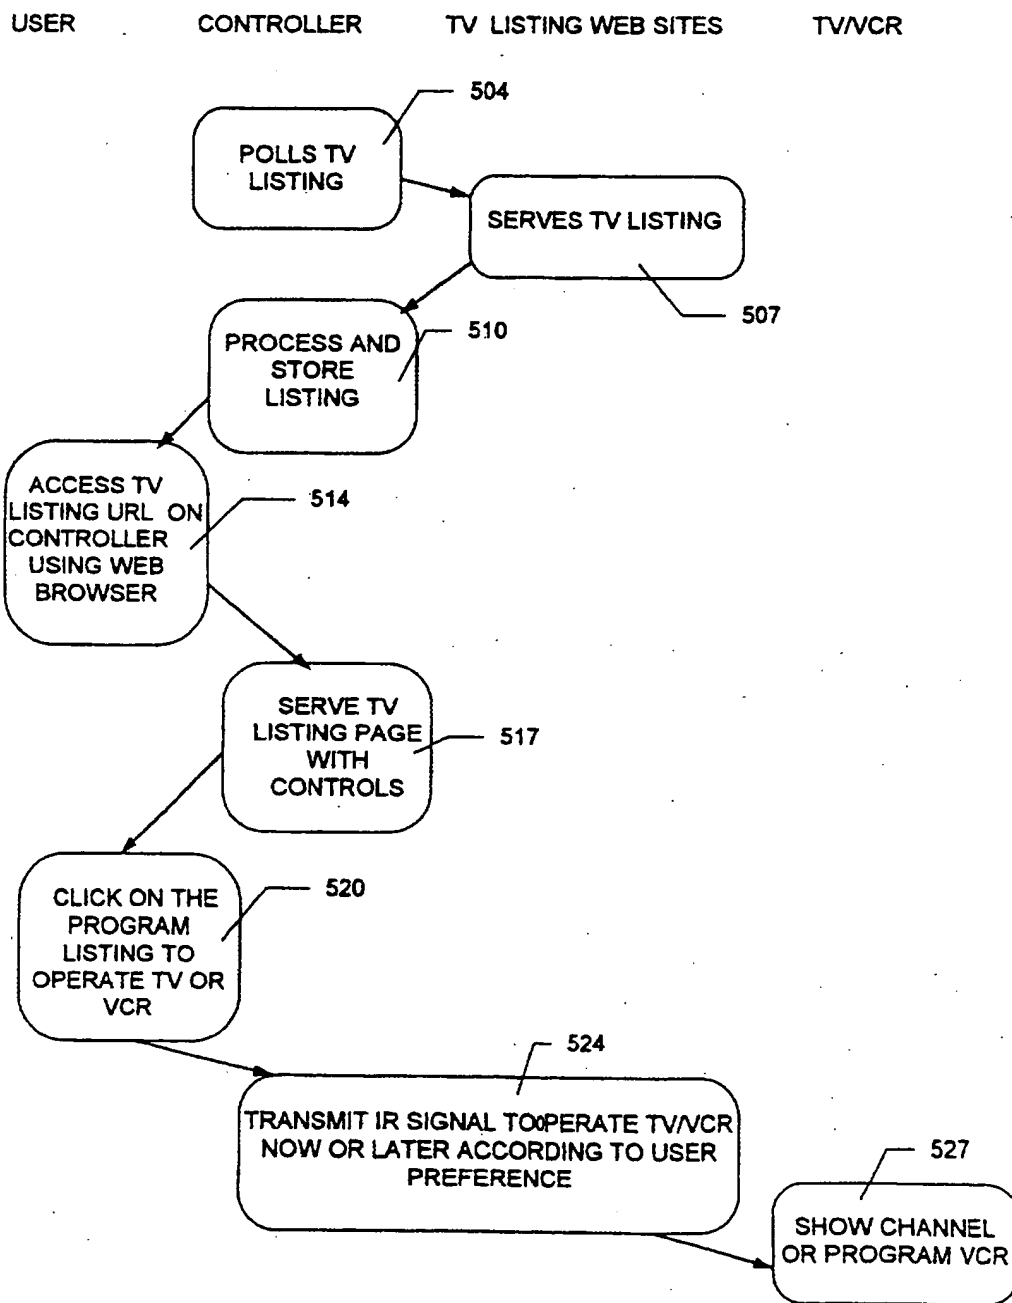 USER CONTROLLER TV LISTING WEB SITES TV/VCR
504
POLLS TV
LISTING
SERVES TV LISTING
507
510
PROCESS AND
STORE
LISTING
ACCESS TV
LISTING URL ON
CONTROLLER
USING WEB
BROWSER
514
SERVE TV
LISTING PAGE
WITH
CONTROLS
517
520
CLICK ON THE
PROGRAM
LISTING TO
OPERATE TV OR
VCR
524
TRANSMIT IR SIGNAL TO OPERATE TV/VCR
NOW OR LATER ACCORDING TO USER
PREFERENCE
527
SHOW CHANNEL
OR PROGRAM VCR